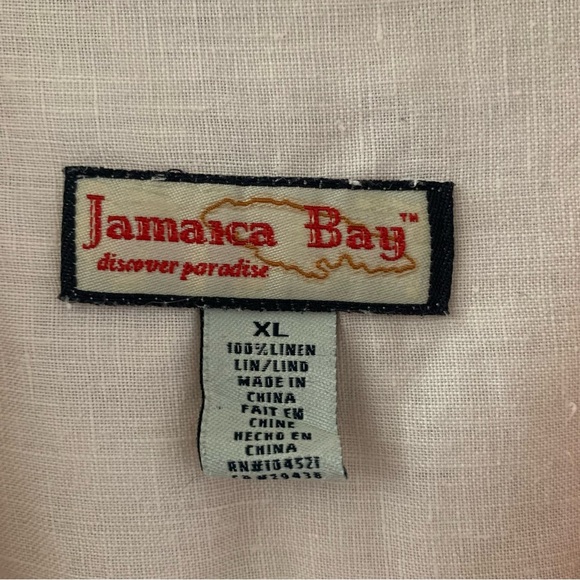 Jamaica Bay™
discover paradise
XL
100% LINEN
LIN/LINO
MADE IN
CHINA
FAIT EN
CHINE
HECHO EN
CHINA
RN#104521